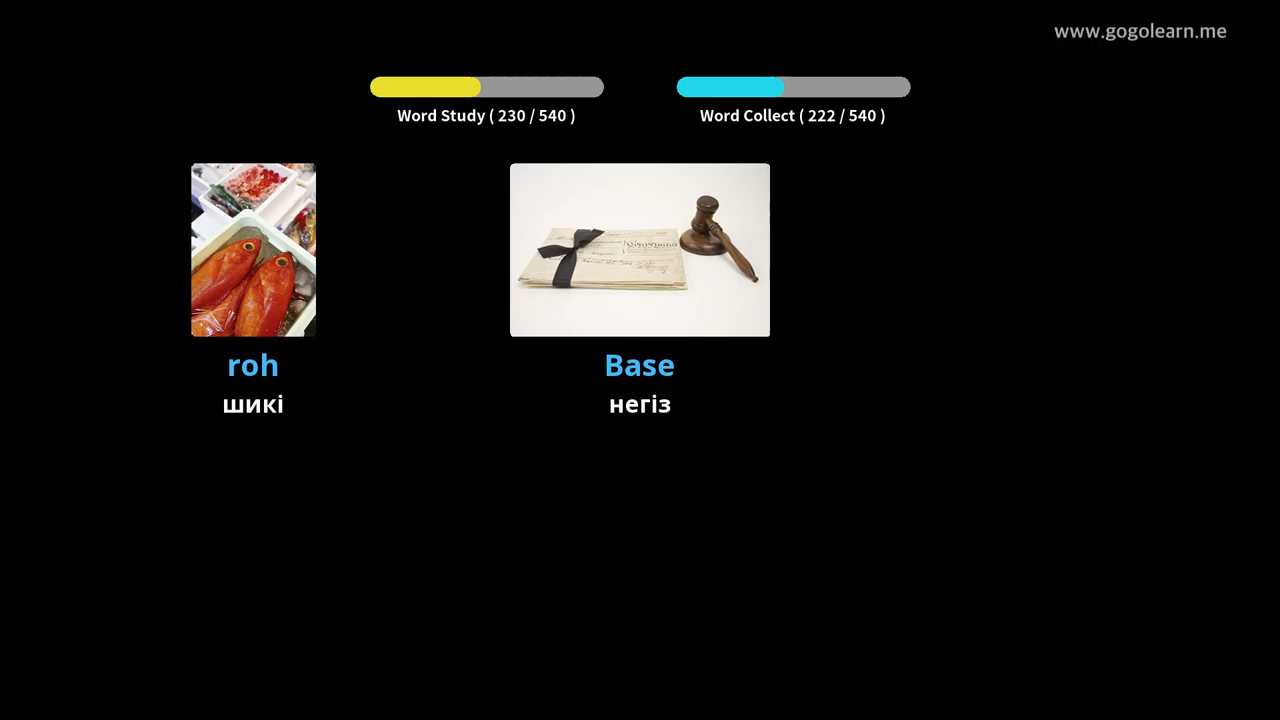 www.gogolearn.me
Word Study ( 230 / 540 )
Word Collect ( 222 / 540 )
roh
шикі
Base
негіз